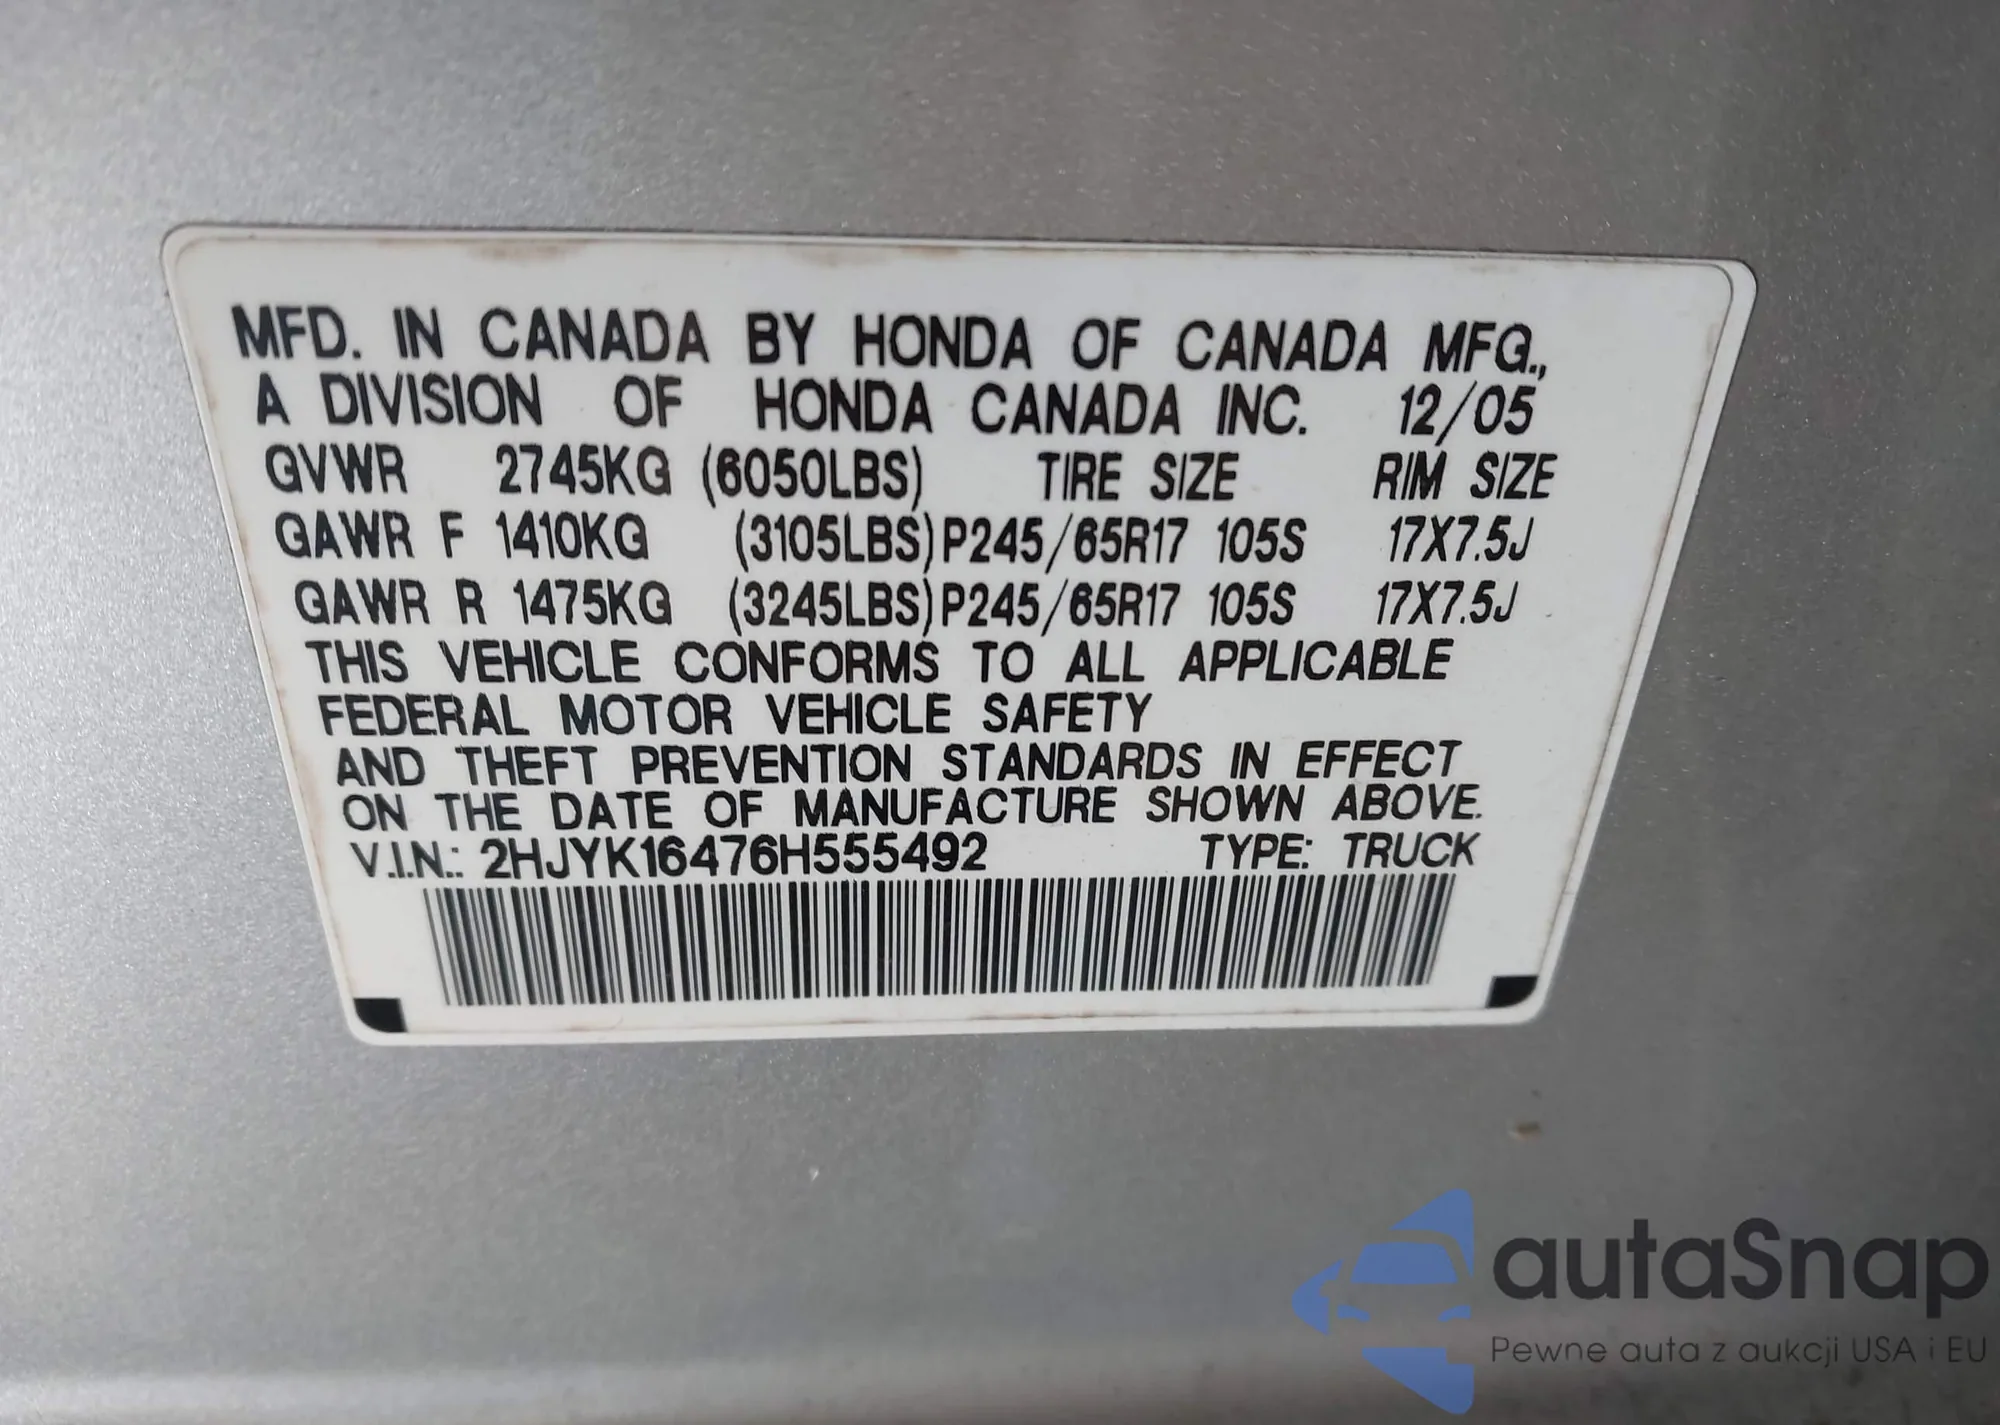 MFD. IN CANADA BY HONDA OF CANADA MFG.,
A DIVISION OF HONDA CANADA INC. 12/05
GVWR 2745KG (6050LBS) TIRE SIZE RIM SIZE
GAWR F 1410KG (3105LBS) P245/65R17 105S 17X7.5J
GAWR R 1475KG (3245LBS) P245/65R17 105S 17X7.5J
THIS VEHICLE CONFORMS TO ALL APPLICABLE
FEDERAL MOTOR VEHICLE SAFETY
AND THEFT PREVENTION STANDARDS IN EFFECT
ON THE DATE OF MANUFACTURE SHOWN ABOVE.
V.I.N.: 2HJYK16476H555492 TYPE: TRUCK
autaSnap
Pewne auta z aukcji USA i EU